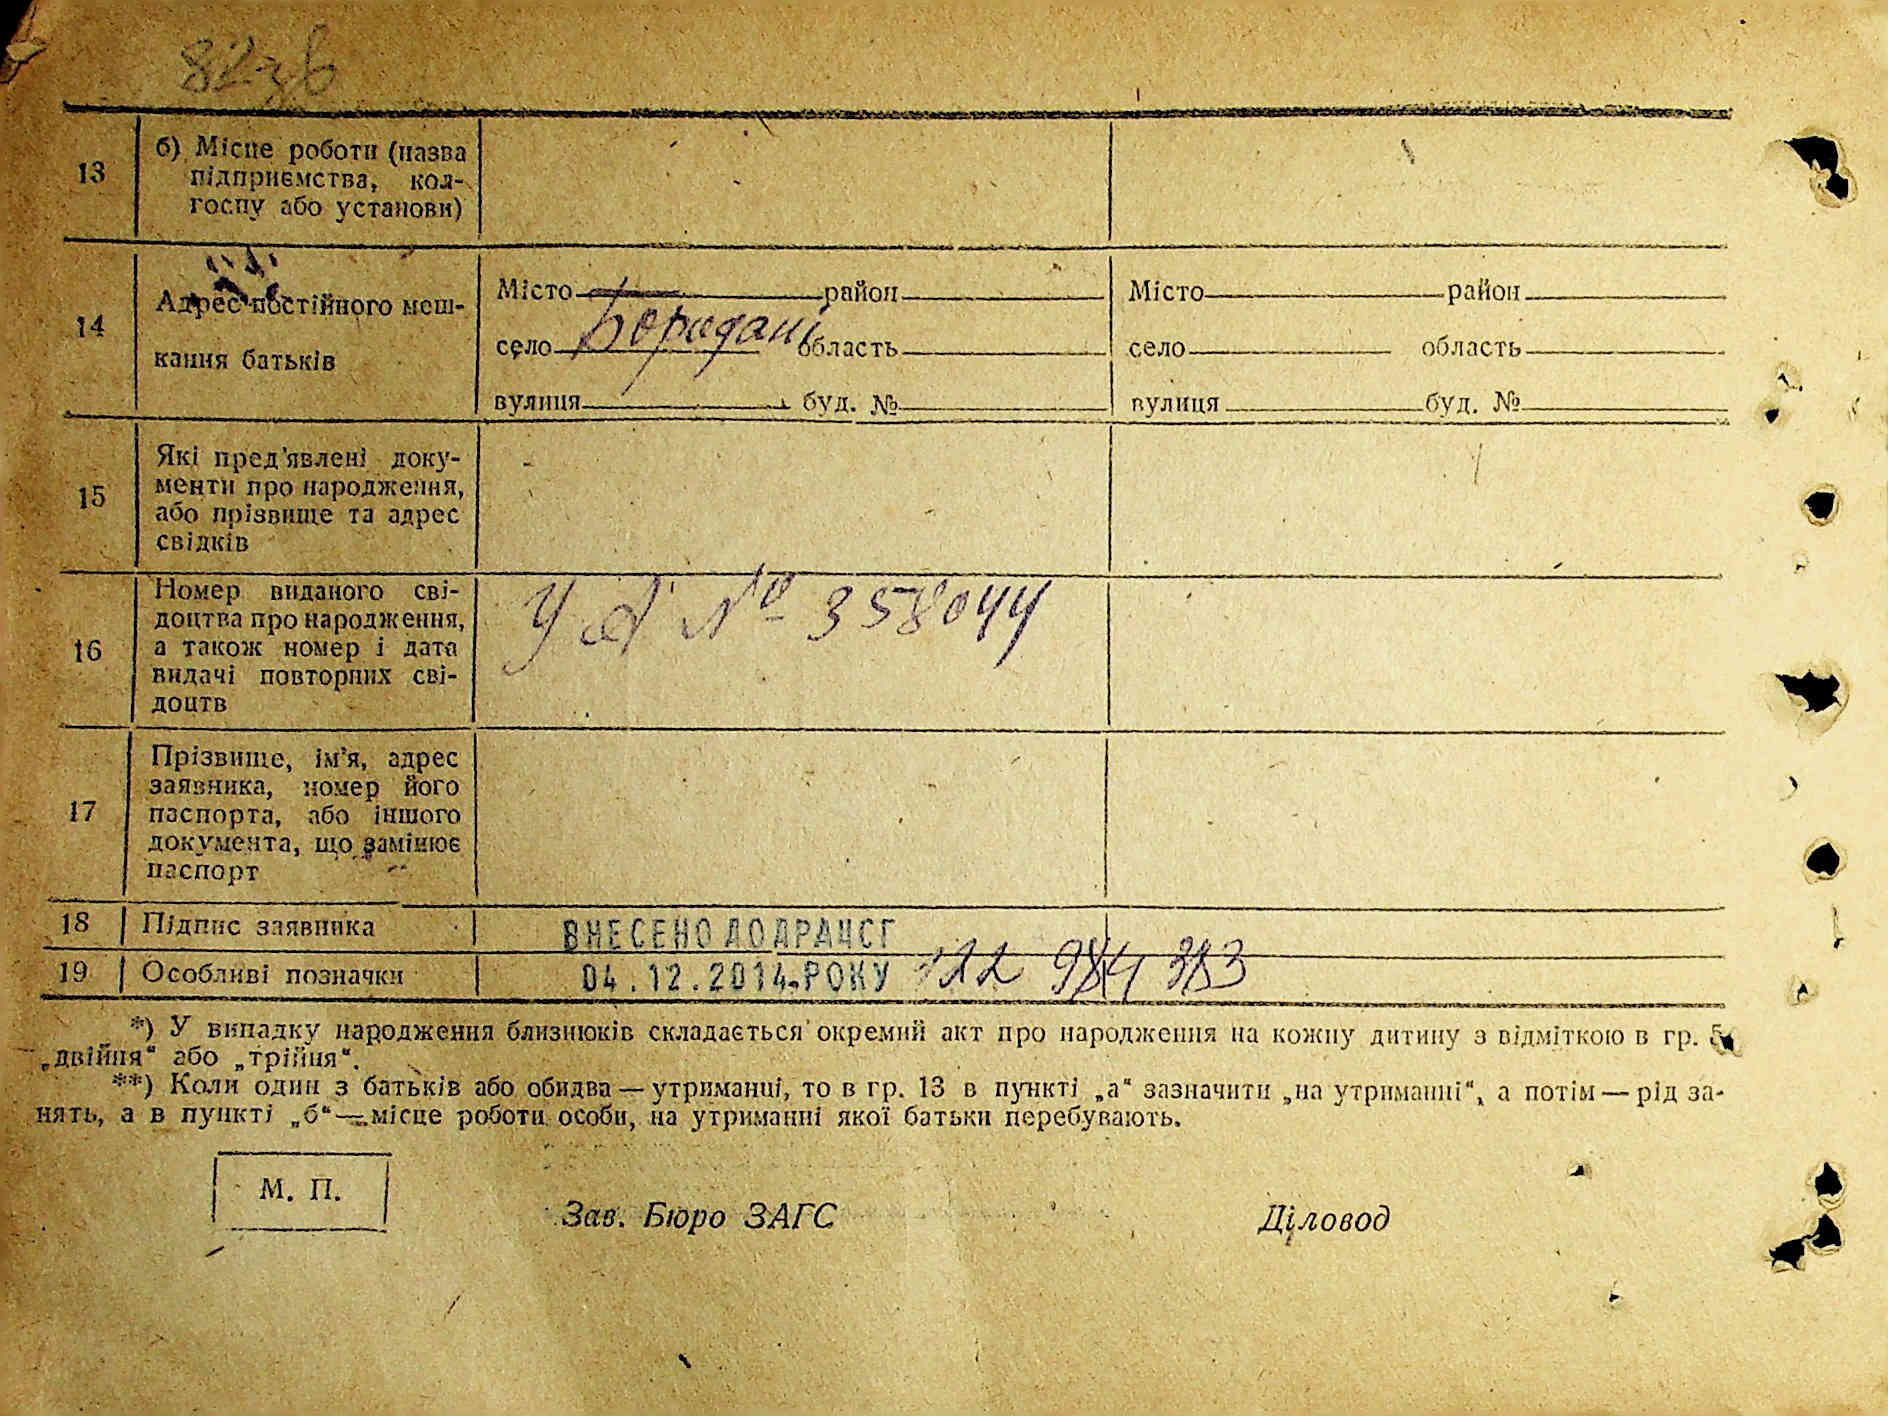 13
б) Місце роботи (назва
підприємства, кол-
госпу або установи)
14
Адрес постійного меш-
кання батьків
Місто район
село Боридані область
вулиця буд. №
Місто район
село область
вулиця буд. №
15
Які пред'явлені доку-
менти про народження,
або прізвище та адрес
свідків
16
Номер виданого сві-
доцтва про народження,
а також номер і дата
видачі повторних сві-
доцтв
№ 358044
17
Прізвище, ім'я, адрес
заявника, номер його
паспорта, або іншого
документа, що замінює
паспорт
18 Підпис заявника
ВНЕСЕНО ДО ДРАЦСГ
19 Особливі позначки
04.12.2014 РОКУ
*) У випадку народження близнюків складається окремий акт про народження на кожну дитину з відміткою в гр. 5
„двійня“ або „трійня“.
**) Коли один з батьків або обидва — утриманці, то в гр. 13 в пункті „а“ зазначити „на утриманні“, а потім — рід за-
нять, а в пункті „б“ — місце роботи особи, на утриманні якої батьки перебувають.
М. П.
Зав. Бюро ЗАГС
Діловод